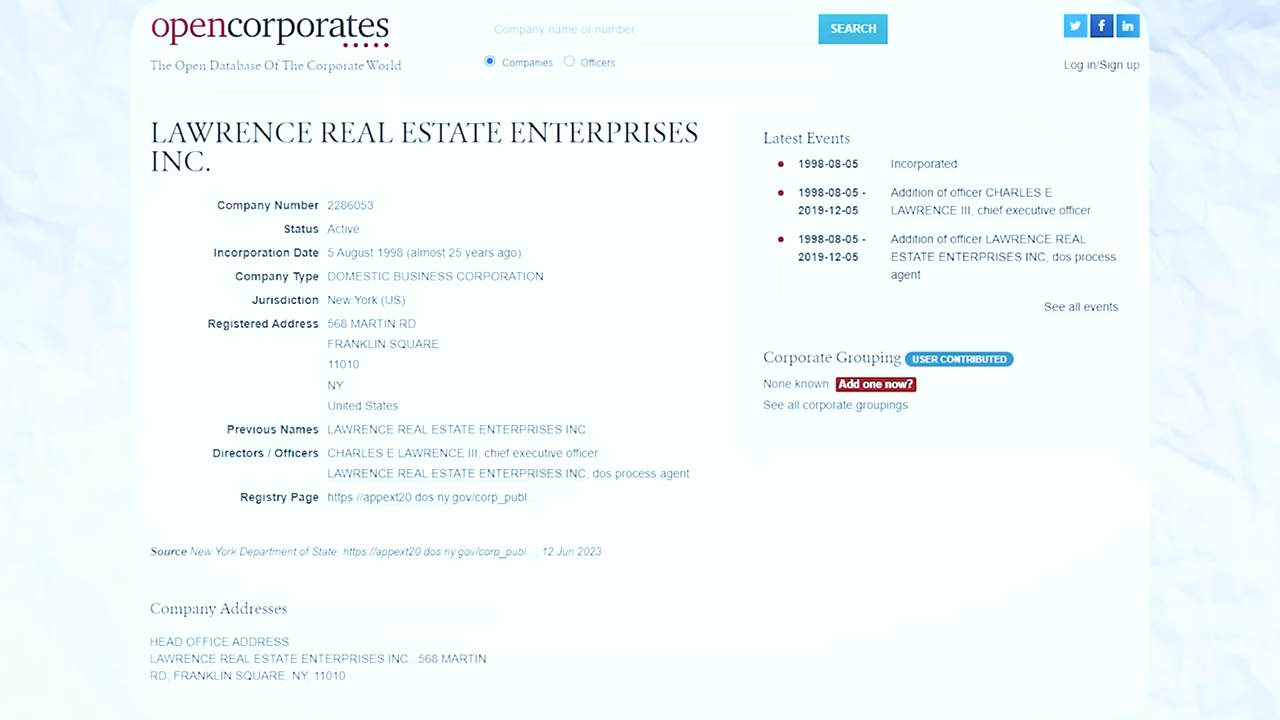 opencorporates
The Open Database Of The Corporate World
Company name or number
SEARCH
Companies Officers
Log in/Sign up
LAWRENCE REAL ESTATE ENTERPRISES
INC.
Company Number 2286053
Status Active
Incorporation Date 5 August 1998 (almost 25 years ago)
Company Type DOMESTIC BUSINESS CORPORATION
Jurisdiction New York (US)
Registered Address 568 MARTIN RD
FRANKLIN SQUARE
11010
NY
United States
Previous Names LAWRENCE REAL ESTATE ENTERPRISES INC
Directors / Officers CHARLES E LAWRENCE III, chief executive officer
LAWRENCE REAL ESTATE ENTERPRISES INC, dos process agent
Registry Page https://appext20.dos.ny.gov/corp_publ...
Source New York Department of State, https://appext20.dos.ny.gov/corp_publ..., 12 Jun 2023
Company Addresses
HEAD OFFICE ADDRESS
LAWRENCE REAL ESTATE ENTERPRISES INC., 568 MARTIN
RD, FRANKLIN SQUARE, NY, 11010
Latest Events
1998-08-05 Incorporated
1998-08-05 - Addition of officer CHARLES E
2019-12-05 LAWRENCE III, chief executive officer
1998-08-05 - Addition of officer LAWRENCE REAL
2019-12-05 ESTATE ENTERPRISES INC, dos process
agent
See all events
Corporate Grouping USER CONTRIBUTED
None known Add one now?
See all corporate groupings